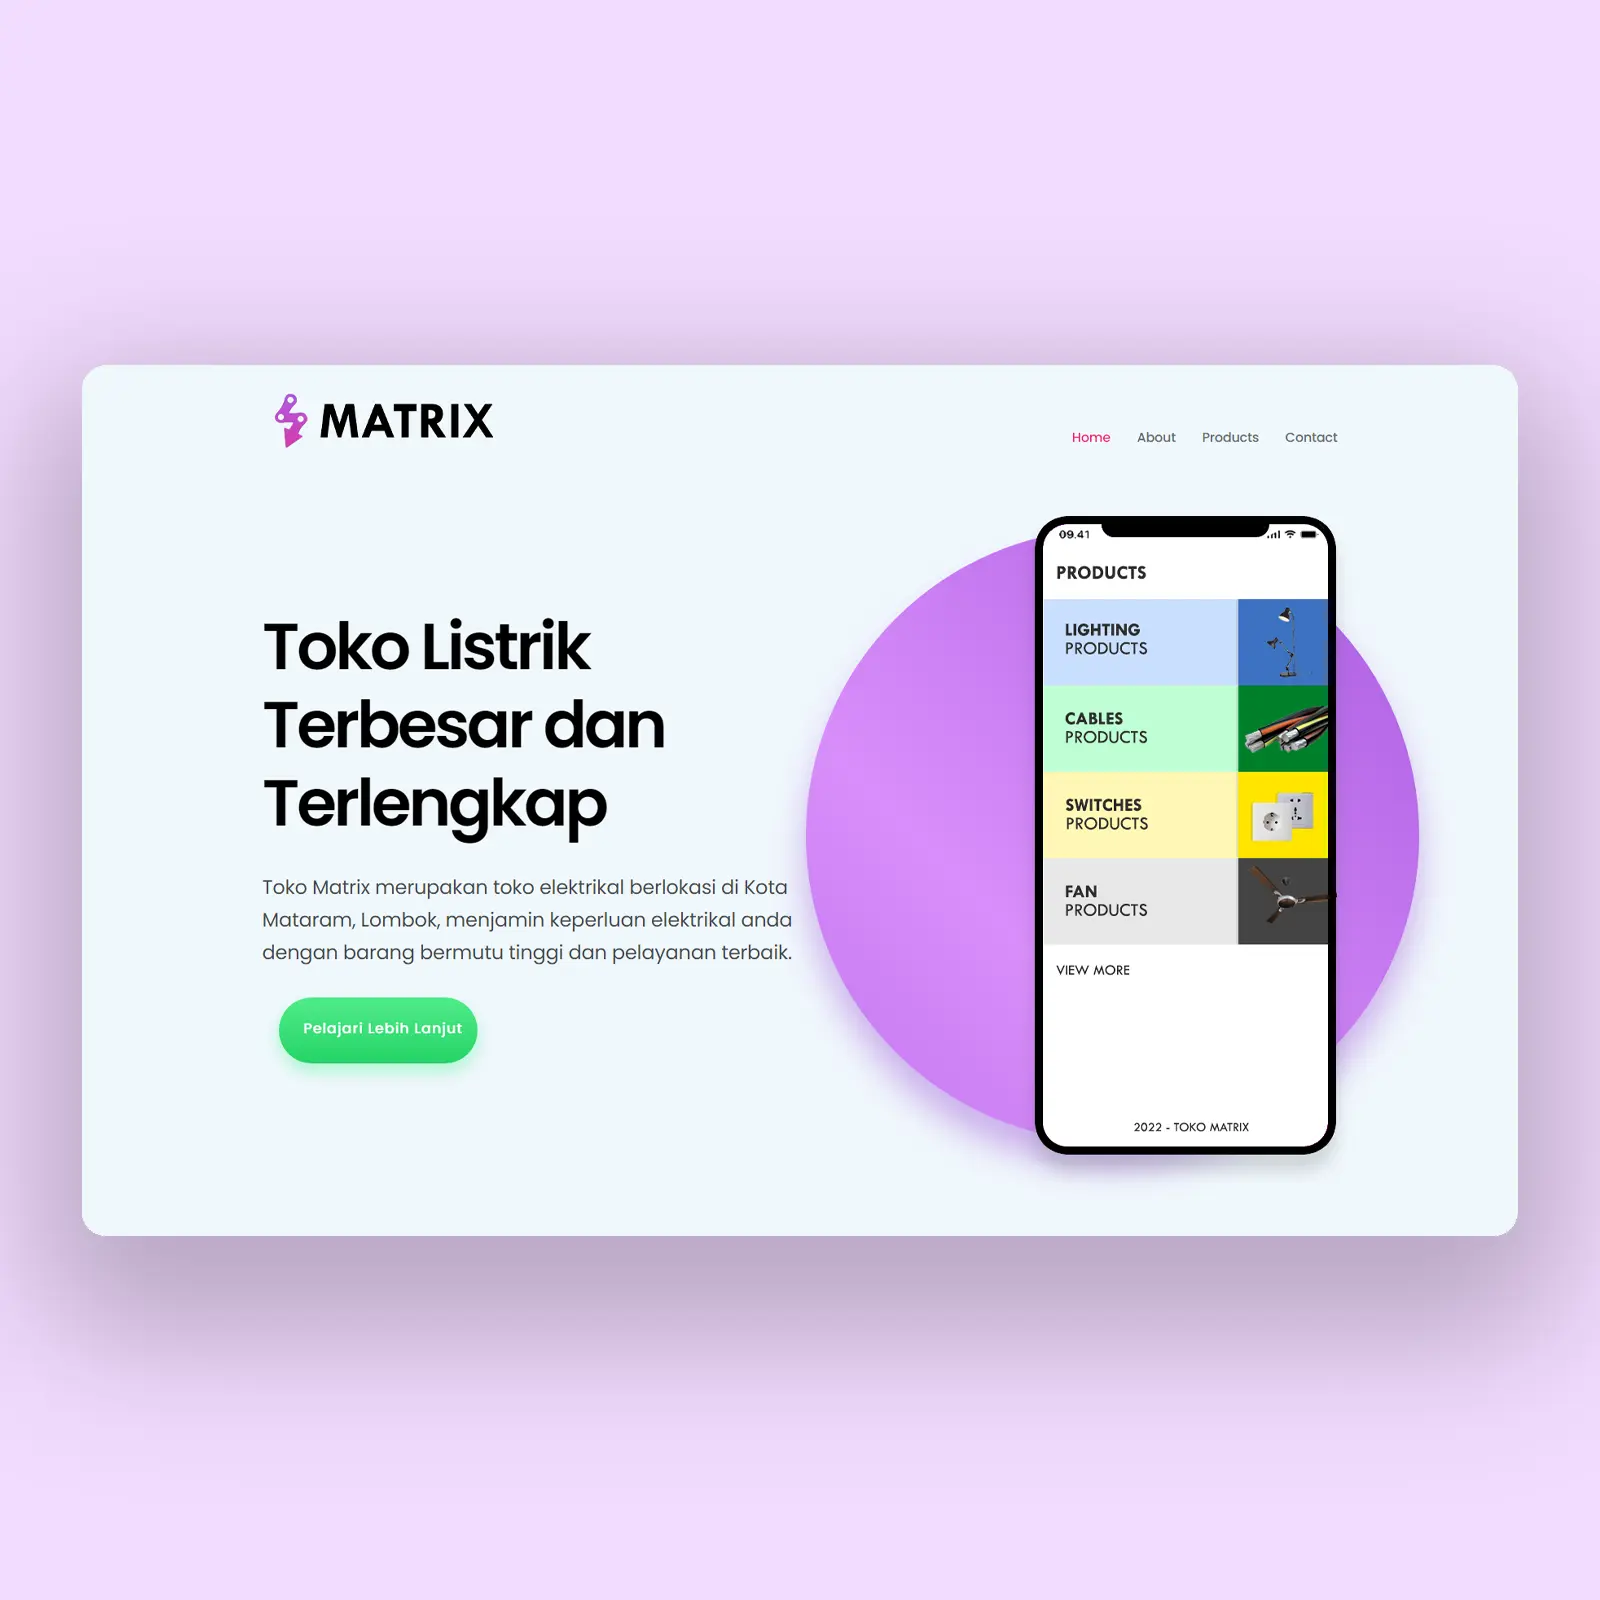 MATRIX
Home About Products Contact
Toko Listrik
Terbesar dan
Terlengkap
Toko Matrix merupakan toko elektrikal berlokasi di Kota
Mataram, Lombok, menjamin keperluan elektrikal anda
dengan barang bermutu tinggi dan pelayanan terbaik.
Pelajari Lebih Lanjut
09.41
PRODUCTS
LIGHTING
PRODUCTS
CABLES
PRODUCTS
SWITCHES
PRODUCTS
FAN
PRODUCTS
VIEW MORE
2022 - TOKO MATRIX